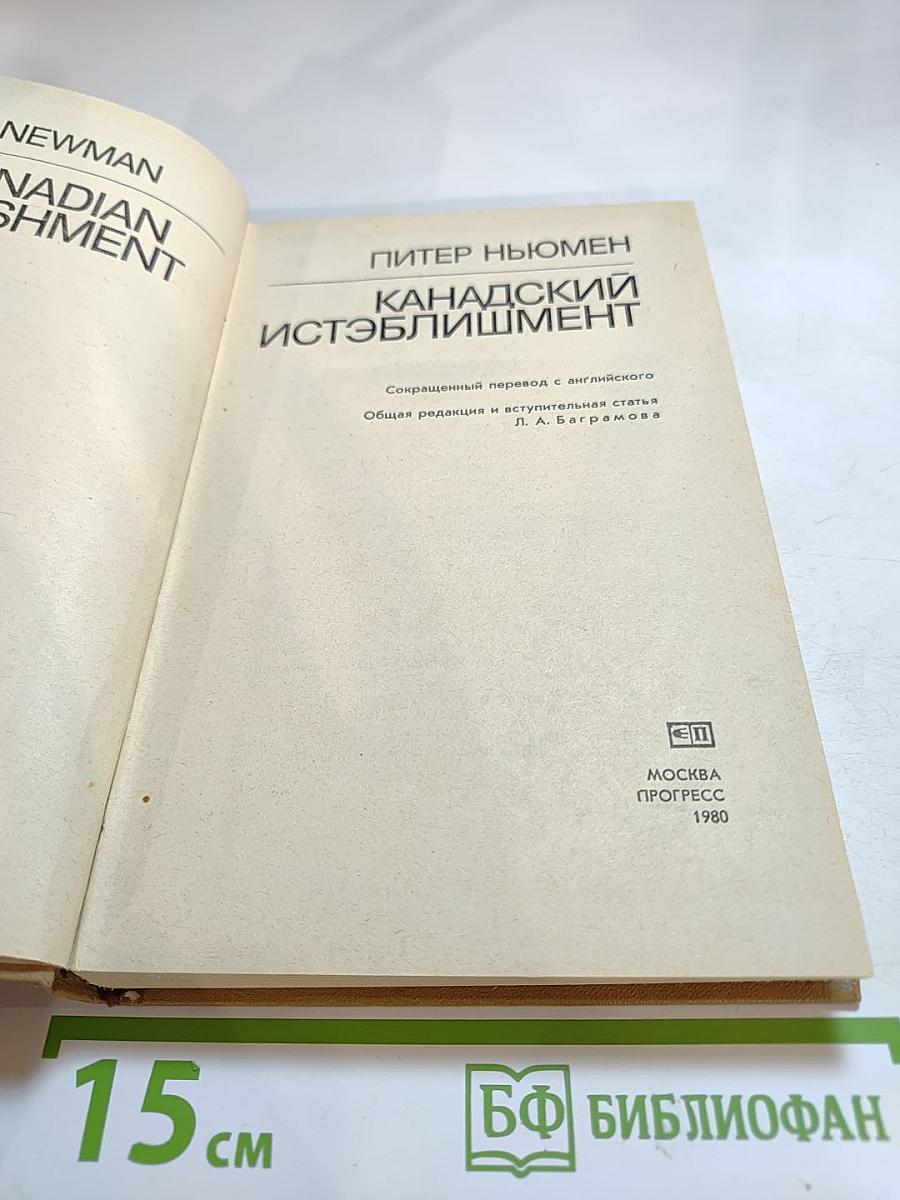 NEWMAN
NADIAN
SHMENT
ПИТЕР НЬЮМЕН
КАНАДСКИЙ
ИСТЭБЛИШМЕНТ
Сокращенный перевод с английского
Общая редакция и вступительная статья
Л. А. Баграмова
МОСКВА
ПРОГРЕСС
1980
15 см
БФ БИБЛИОФАН